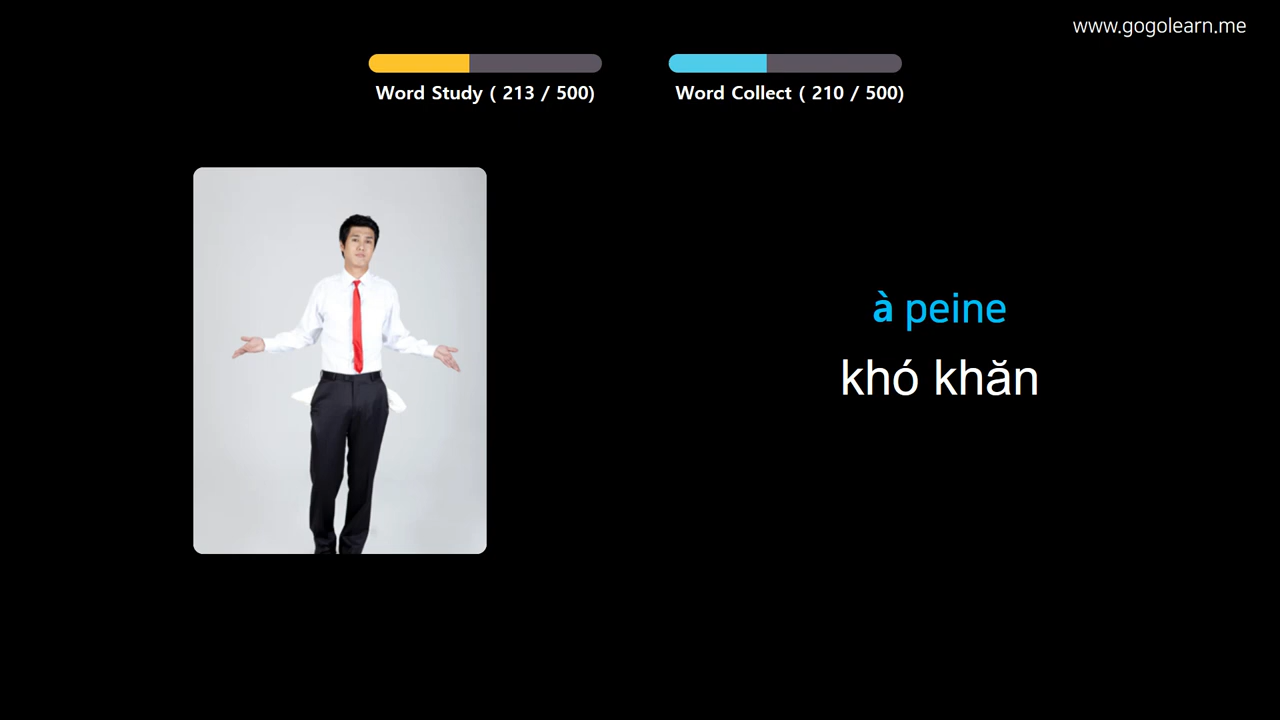 www.gogolearn.me
Word Study ( 213 / 500)
Word Collect ( 210 / 500)
à peine
khó khăn